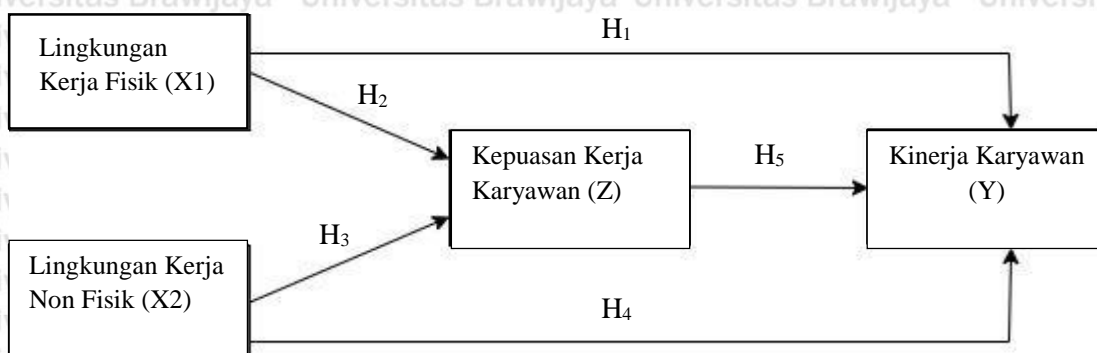 Universitas Brawijaya Universitas Brawijaya Universitas Brawijaya
H₁
Lingkungan
Kerja Fisik (X1)
H₂
Kepuasan Kerja
Karyawan (Z)
H₅
Kinerja Karyawan
(Y)
H₃
Lingkungan Kerja
Non Fisik (X2)
H₄